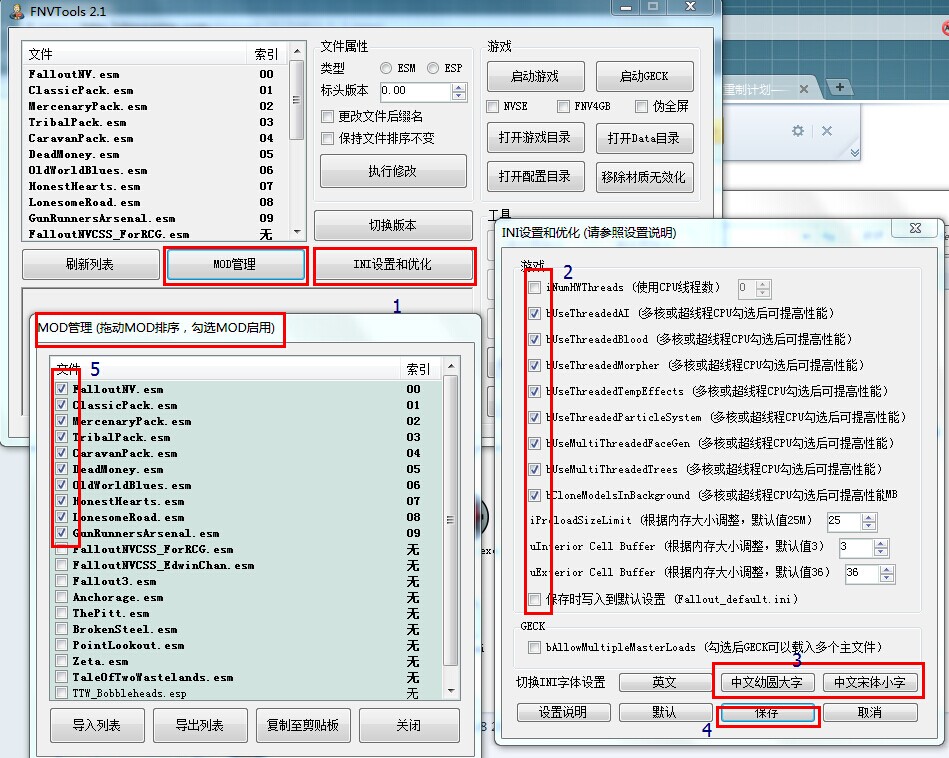 FNVTools 2.1
文件 索引
FalloutNV.esm 00
ClassicPack.esm 01
MercenaryPack.esm 02
TribalPack.esm 03
CaravanPack.esm 04
DeadMoney.esm 05
OldWorldBlues.esm 06
HonestHearts.esm 07
LonesomeRoad.esm 08
GunRunnersArsenal.esm 09
FalloutNVCSS_ForRCG.esm 无
刷新列表
MOD管理
INI设置和优化
1
文件属性
类型 ESM ESP
标头版本 0.00
更改文件后缀名
保持文件排序不变
执行修改
切换版本
游戏
启动游戏 启动GECK
NVSE FNV4GB 伪全屏
打开游戏目录 打开Data目录
打开配置目录 移除材质无效化
工具
MOD管理 (拖动MOD排序，勾选MOD启用)
文件 5 索引
FalloutNV.esm 00
ClassicPack.esm 01
MercenaryPack.esm 02
TribalPack.esm 03
CaravanPack.esm 04
DeadMoney.esm 05
OldWorldBlues.esm 06
HonestHearts.esm 07
LonesomeRoad.esm 08
GunRunnersArsenal.esm 09
FalloutNVCSS_ForRCG.esm 无
FalloutNVCSS_EdwinChan.esm 无
Fallout3.esm 无
Anchorage.esm 无
ThePitt.esm 无
BrokenSteel.esm 无
PointLookout.esm 无
Zeta.esm 无
TaleOfTwoWastelands.esm 无
TTW_Bobbleheads.esp 无
导入列表 导出列表 复制至剪贴板 关闭
INI设置和优化 (请参照设置说明)
游戏 2
iNumHWThreads (使用CPU线程数) 0
bUseThreadedAI (多核或超线程CPU勾选后可提高性能)
bUseThreadedBlood (多核或超线程CPU勾选后可提高性能)
bUseThreadedMorpher (多核或超线程CPU勾选后可提高性能)
bUseThreadedTempEffects (多核或超线程CPU勾选后可提高性能)
bUseThreadedParticleSystem (多核或超线程CPU勾选后可提高性能)
bUseMultiThreadedFaceGen (多核或超线程CPU勾选后可提高性能)
bUseMultiThreadedTrees (多核或超线程CPU勾选后可提高性能)
bCloneModelsInBackground (多核或超线程CPU勾选后可提高性能MB
iPreloadSizeLimit (根据内存大小调整，默认值25M) 25
uInterior Cell Buffer (根据内存大小调整，默认值3) 3
uExterior Cell Buffer (根据内存大小调整，默认值36) 36
保存时写入到默认设置 (Fallout_default.ini)
GECK
bAllowMultipleMasterLoads (勾选后GECK可以载入多个主文件)
3
切换INI字体设置 英文 中文幼圆大字 中文宋体小字
设置说明 默认 保存 取消
4